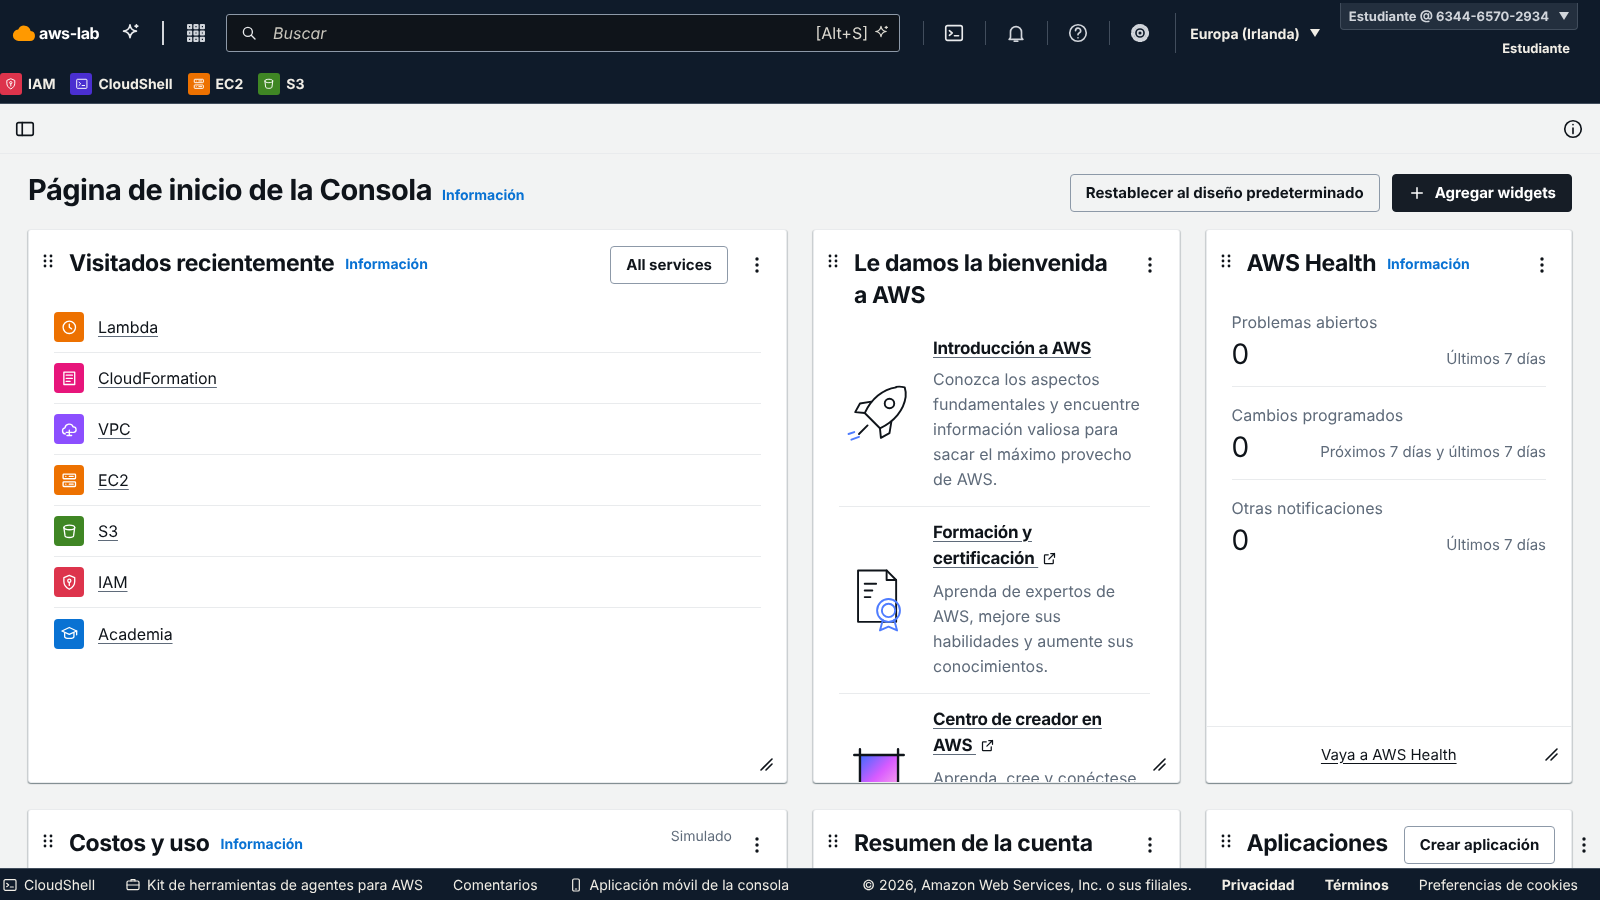 aws-lab
Buscar
[Alt+S]
Europa (Irlanda) ▼
Estudiante @ 6344-6570-2934 ▼
Estudiante
IAM
CloudShell
EC2
S3
Página de inicio de la Consola
Información
Restablecer al diseño predeterminado
+ Agregar widgets
Visitados recientemente
Información
All services
Lambda
CloudFormation
VPC
EC2
S3
IAM
Academia
Le damos la bienvenida
a AWS
Introducción a AWS
Conozca los aspectos
fundamentales y encuentre
información valiosa para
sacar el máximo provecho
de AWS.
Formación y
certificación
Aprenda de expertos de
AWS, mejore sus
habilidades y aumente sus
conocimientos.
Centro de creador en
AWS
Aprenda, cree y conéctese
AWS Health
Información
Problemas abiertos
0
Últimos 7 días
Cambios programados
0
Próximos 7 días y últimos 7 días
Otras notificaciones
0
Últimos 7 días
Vaya a AWS Health
Costos y uso
Información
Simulado
Resumen de la cuenta
Aplicaciones
Crear aplicación
CloudShell
Kit de herramientas de agentes para AWS
Comentarios
Aplicación móvil de la consola
© 2026, Amazon Web Services, Inc. o sus filiales.
Privacidad
Términos
Preferencias de cookies